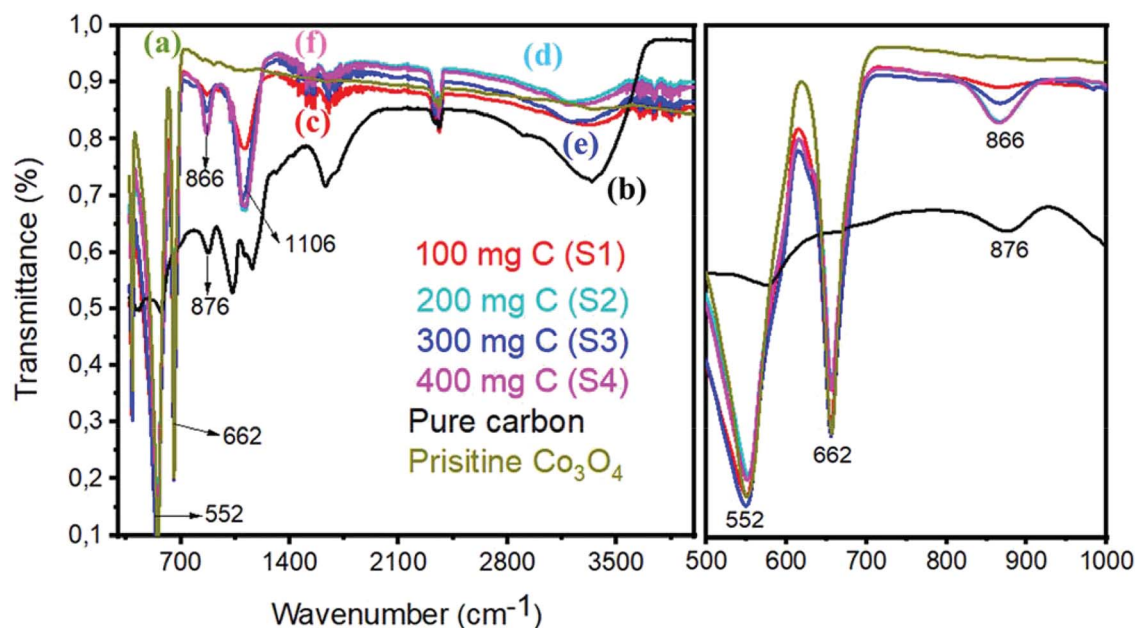 Transmittance (%)
1,0
0,9
0,8
0,7
0,6
0,5
0,4
0,3
0,2
0,1
(a)
(f)
(d)
(c)
(e)
(b)
866
1106
876
662
552
100 mg C (S1)
200 mg C (S2)
300 mg C (S3)
400 mg C (S4)
Pure carbon
Prisitine Co₃O₄
700 1400 2100 2800 3500
Wavenumber (cm⁻¹)
866
876
662
552
500 600 700 800 900 1000